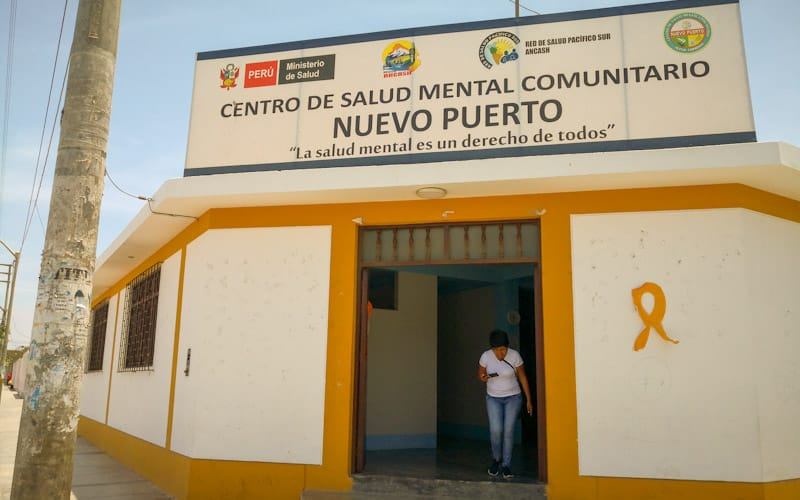 PERÚ
Ministerio
de Salud
ANCASH
RED DE SALUD PACÍFICO SUR
ANCASH
NUEVO PUERTO
CENTRO DE SALUD MENTAL COMUNITARIO
NUEVO PUERTO
"La salud mental es un derecho de todos"